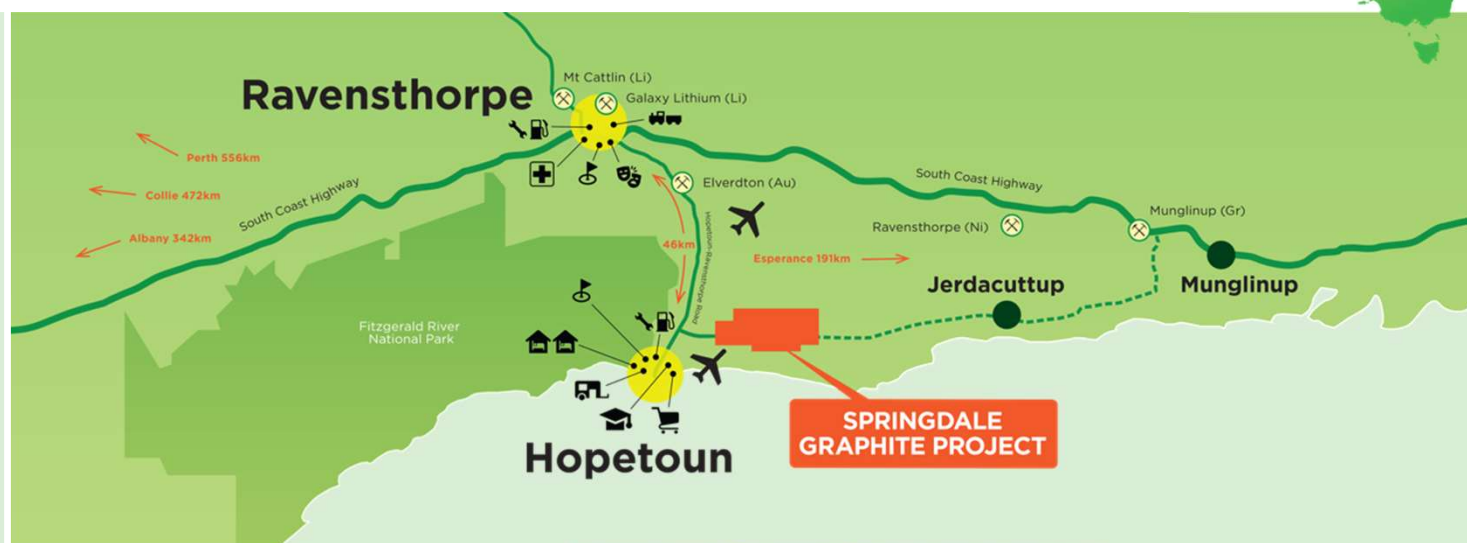 Mt Cattlin (Li)
Ravensthorpe
Galaxy Lithium (Li)
Perth 556km
Collie 472km
Albany 342km
South Coast Highway
South Coast Highway
Elverdton (Au)
Munglinup (Gr)
Ravensthorpe (Ni)
46km
Hopetoun-Ravensthorpe Road
Esperance 191km
Jerdacuttup
Munglinup
Fitzgerald River
National Park
SPRINGDALE
GRAPHITE PROJECT
Hopetoun